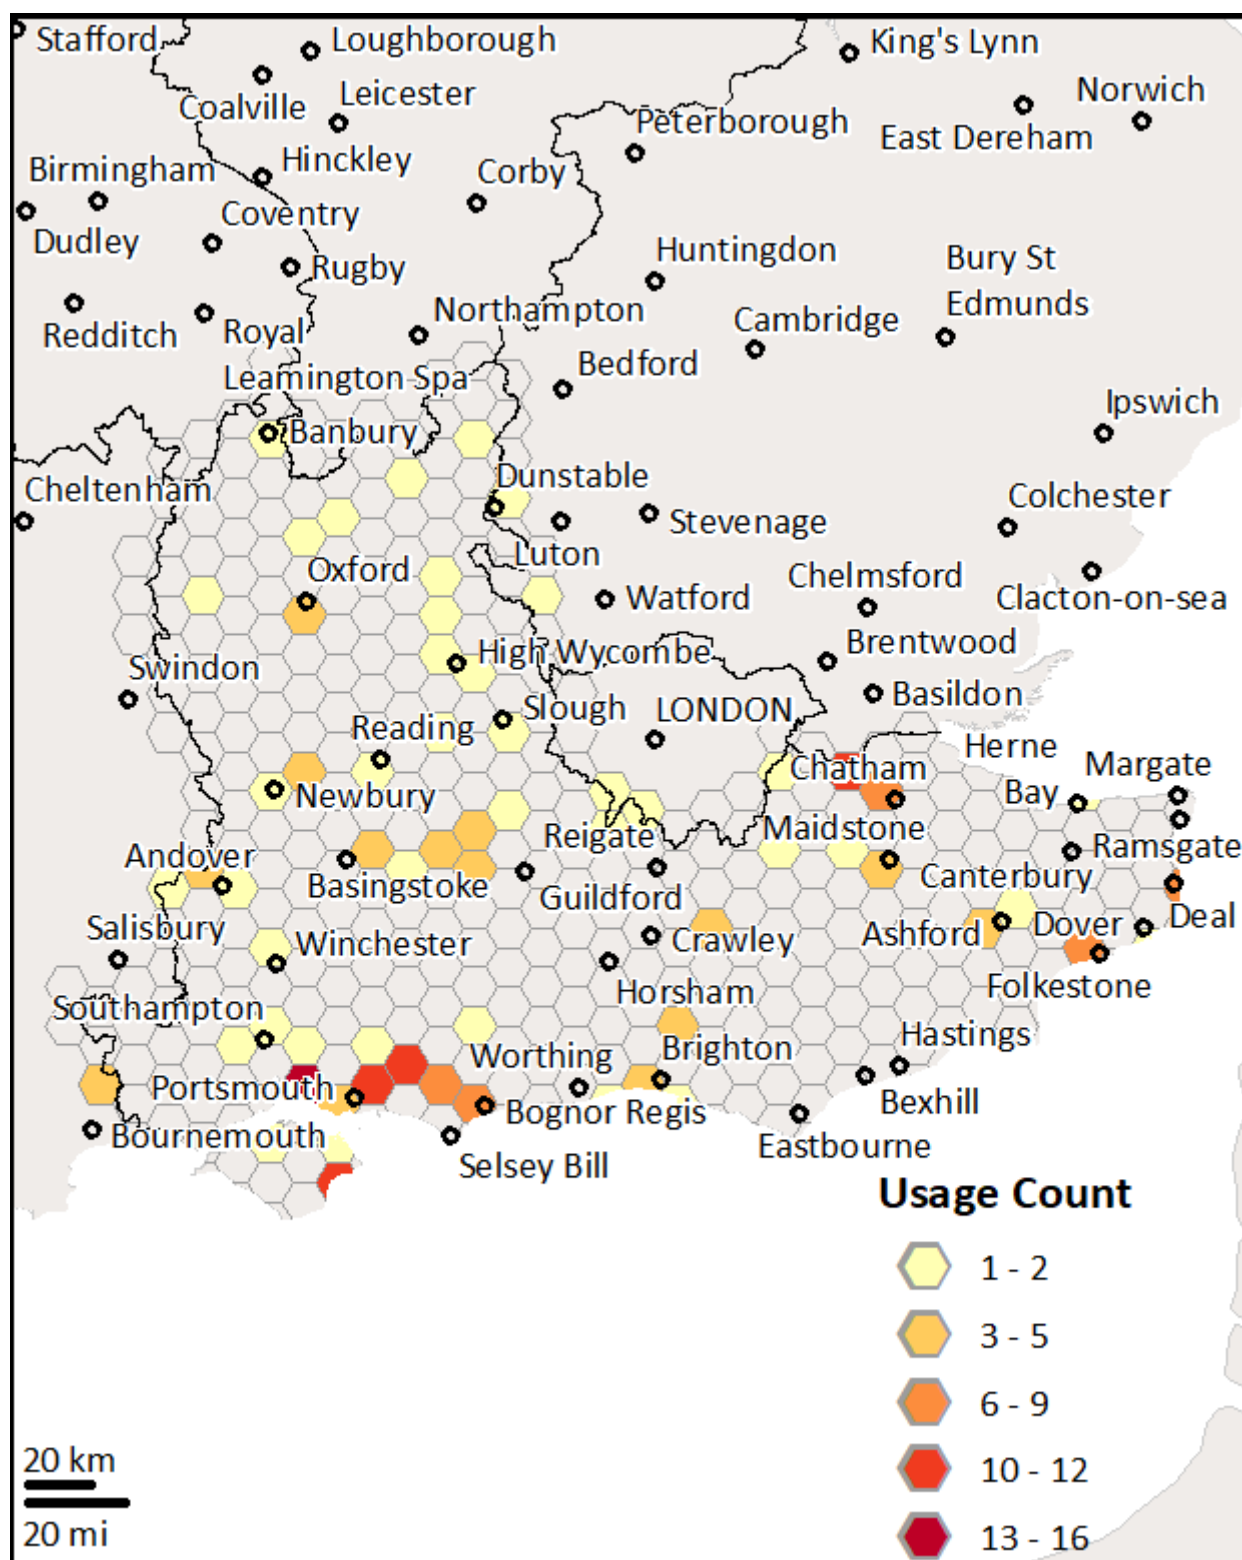 Stafford
Loughborough
King's Lynn
Coalville
Leicester
Norwich
Peterborough
East Dereham
Birmingham
Hinckley
Corby
Dudley
Coventry
Rugby
Huntingdon
Bury St
Edmunds
Redditch
Royal
Leamington Spa
Northampton
Cambridge
Bedford
Ipswich
Banbury
Cheltenham
Dunstable
Stevenage
Colchester
Luton
Oxford
Watford
Chelmsford
Clacton-on-sea
Swindon
High Wycombe
Brentwood
Slough
LONDON
Basildon
Reading
Herne
Bay
Margate
Newbury
Chatham
Reigate
Maidstone
Ramsgate
Andover
Basingstoke
Guildford
Canterbury
Salisbury
Winchester
Crawley
Ashford
Dover
Deal
Southampton
Horsham
Folkestone
Worthing
Brighton
Hastings
Portsmouth
Bognor Regis
Bexhill
Bournemouth
Selsey Bill
Eastbourne
Usage Count
1 - 2
3 - 5
6 - 9
10 - 12
13 - 16
20 km
20 mi